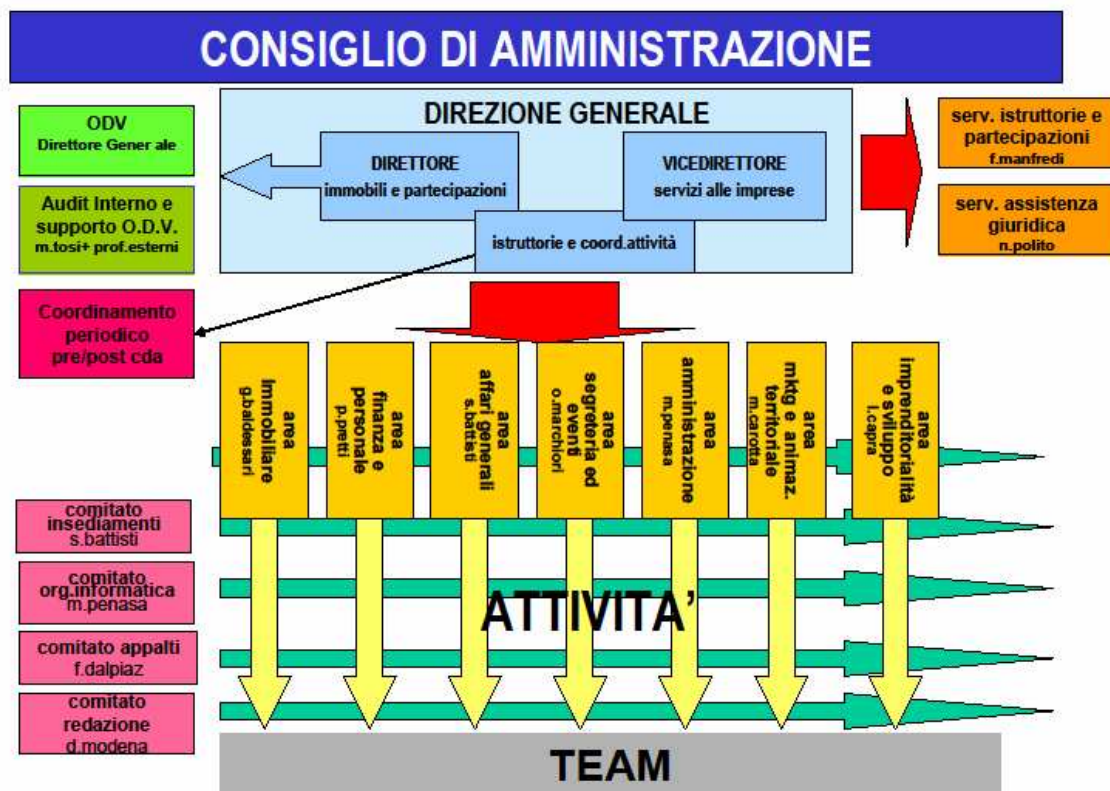 CONSIGLIO DI AMMINISTRAZIONE
ODV
Direttore Gener ale
Audit Interno e
supporto O.D.V.
m.tosi+ prof.esterni
Coordinamento
periodico
pre/post cda
DIREZIONE GENERALE
DIRETTORE
immobili e partecipazioni
VICEDIRETTORE
servizi alle imprese
istruttorie e coord.attività
serv. istruttorie e
partecipazioni
f.manfredi
serv. assistenza
giuridica
n.polito
area
Immobiliare
g.baldessari
area
finanza e
personale
p.pretti
area
affari generali
s.battisti
area
segreteria ed
eventi
o.marchiori
area
amministrazione
m.penasa
area
mktg e animaz.
territoriale
m.carotta
area
imprenditorialità
e sviluppo
l.capra
comitato
insediamenti
s.battisti
comitato
org.informatica
m.penasa
comitato appalti
f.dalpiaz
comitato
redazione
d.modena
ATTIVITA’
TEAM